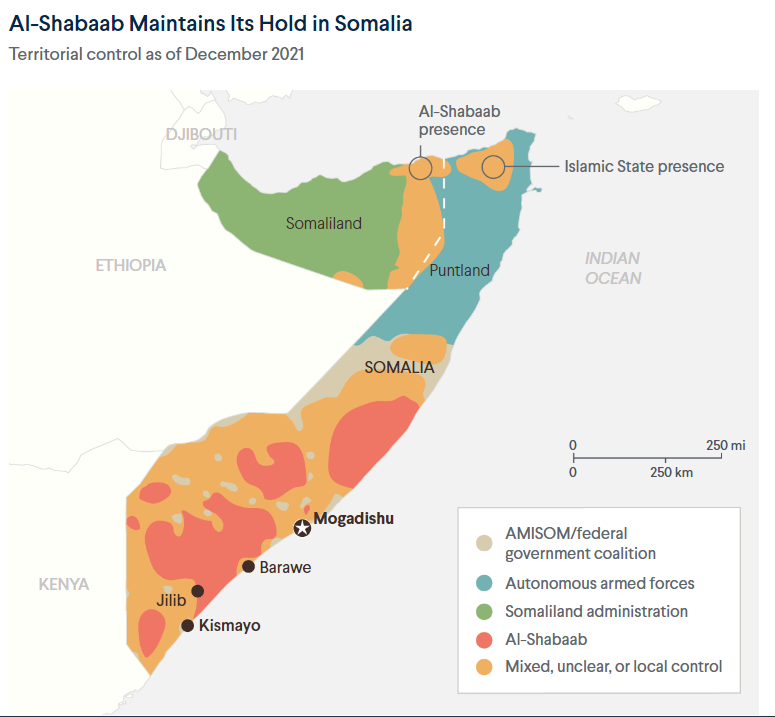 Al-Shabaab Maintains Its Hold in Somalia
Territorial control as of December 2021
Al-Shabaab
presence
DJIBOUTI
Islamic State presence
Somaliland
ETHIOPIA
INDIAN
OCEAN
Puntland
SOMALIA
0
250 mi
0
250 km
Mogadishu
AMISOM/federal
government coalition
Barawe
Autonomous armed forces
KENYA
Jilib
Somaliland administration
Kismayo
Al-Shabaab
Mixed, unclear, or local control